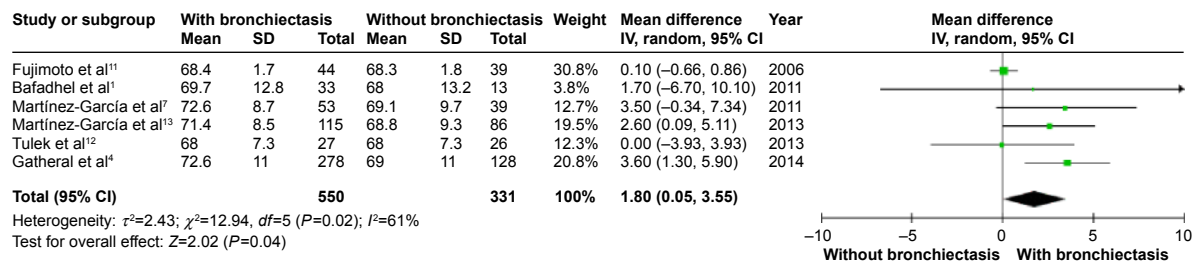 Study or subgroup With bronchiectasis Without bronchiectasis Weight Mean difference Year Mean difference
Mean SD Total Mean SD Total IV, random, 95% CI IV, random, 95% CI
Fujimoto et al¹¹ 68.4 1.7 44 68.3 1.8 39 30.8% 0.10 (–0.66, 0.86) 2006
Bafadhel et al¹ 69.7 12.8 33 68 13.2 13 3.8% 1.70 (–6.70, 10.10) 2011
Martínez-García et al⁷ 72.6 8.7 53 69.1 9.7 39 12.7% 3.50 (–0.34, 7.34) 2011
Martínez-García et al¹³ 71.4 8.5 115 68.8 9.3 86 19.5% 2.60 (0.09, 5.11) 2013
Tulek et al¹² 68 7.3 27 68 7.3 26 12.3% 0.00 (–3.93, 3.93) 2013
Gatheral et al⁴ 72.6 11 278 69 11 128 20.8% 3.60 (1.30, 5.90) 2014
Total (95% CI) 550 331 100% 1.80 (0.05, 3.55)
Heterogeneity: τ²=2.43; χ²=12.94, df=5 (P=0.02); I²=61%
Test for overall effect: Z=2.02 (P=0.04)
–10 –5 0 5 10
Without bronchiectasis With bronchiectasis